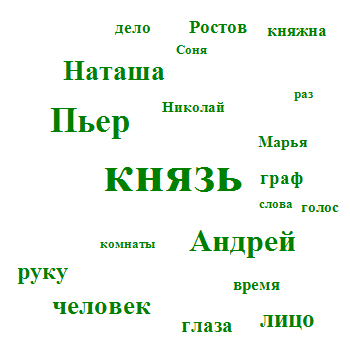 дело Ростов княжна
Соня
Наташа
раз
Николай
Пьер
Марья
князь граф
слова голос
Андрей
комнаты
руку
время
человек
глаза лицо